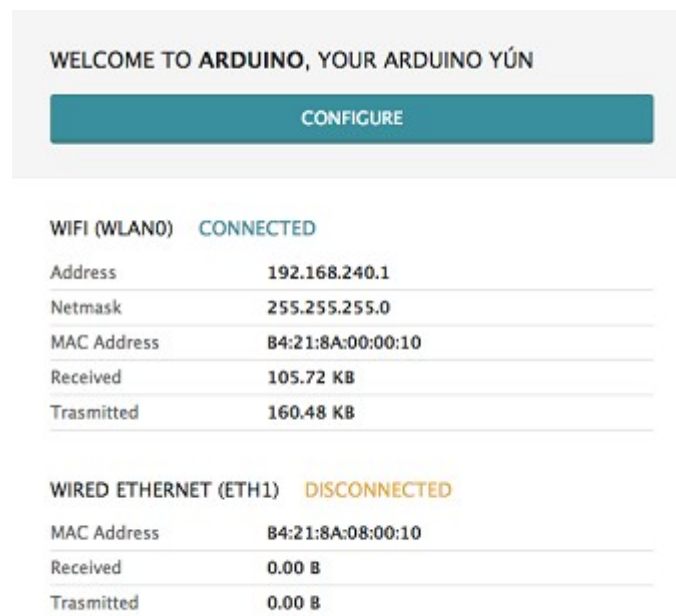 WELCOME TO ARDUINO, YOUR ARDUINO YÚN
CONFIGURE
WIFI (WLAN0) CONNECTED
Address 192.168.240.1
Netmask 255.255.255.0
MAC Address B4:21:8A:00:00:10
Received 105.72 KB
Trasmitted 160.48 KB
WIRED ETHERNET (ETH1) DISCONNECTED
MAC Address B4:21:8A:08:00:10
Received 0.00 B
Trasmitted 0.00 B